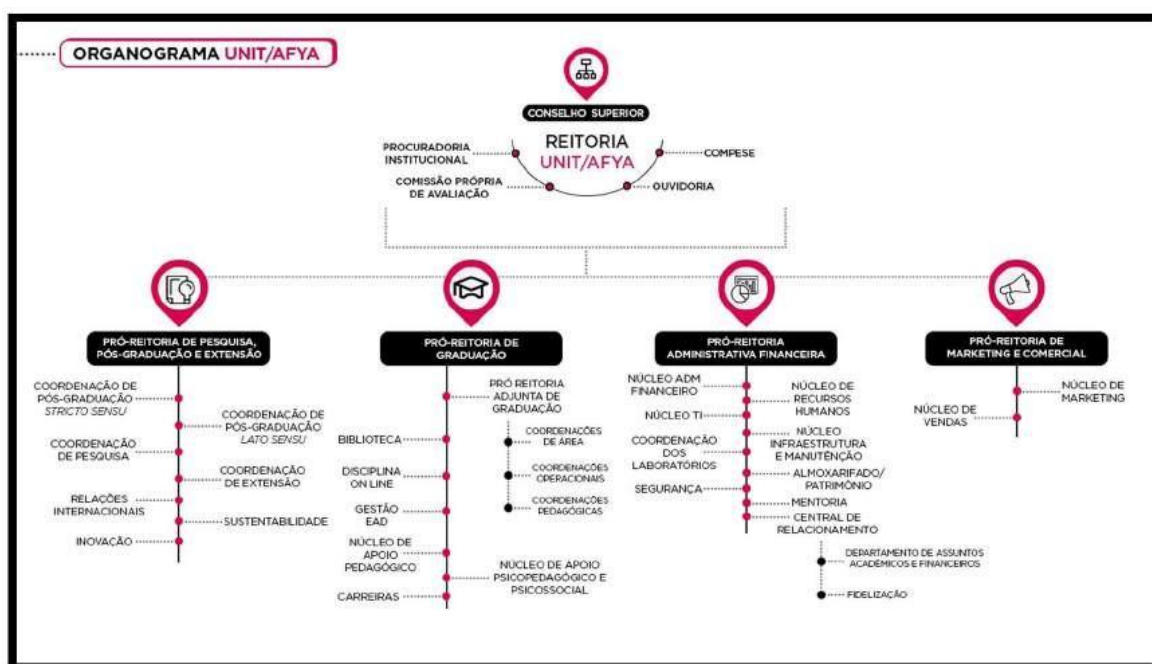 ORGANOGRAMA UNIT/AFYA
CONSELHO SUPERIOR
REITORIA
UNIT/AFYA
PROCURADORIA
INSTITUCIONAL
COMISSÃO PRÓPRIA
DE AVALIAÇÃO
COMPESE
OUVIDORIA
PRÓ-REITORIA DE PESQUISA,
PÓS-GRADUAÇÃO E EXTENSÃO
COORDENAÇÃO DE
PÓS-GRADUAÇÃO
STRICTO SENSU
COORDENAÇÃO DE
PÓS-GRADUAÇÃO
LATO SENSU
COORDENAÇÃO
DE PESQUISA
COORDENAÇÃO
DE EXTENSÃO
RELAÇÕES
INTERNACIONAIS
SUSTENTABILIDADE
INOVAÇÃO
PRÓ-REITORIA DE
GRADUAÇÃO
PRÓ REITORIA
ADJUNTA DE
GRADUAÇÃO
COORDENAÇÕES
DE ÁREA
COORDENAÇÕES
OPERACIONAIS
COORDENAÇÕES
PEDAGÓGICAS
BIBLIOTECA
DISCIPLINA
ON LINE
GESTÃO
EAD
NÚCLEO DE
APOIO
PEDAGÓGICO
NÚCLEO DE APOIO
PSICOPEDAGÓGICO E
PSICOSSOCIAL
CARREIRAS
PRÓ-REITORIA
ADMINISTRATIVA FINANCEIRA
NÚCLEO ADM
FINANCEIRO
NÚCLEO DE
RECURSOS
HUMANOS
NÚCLEO TI
NÚCLEO
INFRAESTRUTURA
E MANUTÊNÇÃO
COORDENAÇÃO
DOS
LABORATÓRIOS
ALMOXARIFADO/
PATRIMÔNIO
SEGURANÇA
MENTORIA
CENTRAL DE
RELACIONAMENTO
DEPARTAMENTO DE ASSUNTOS
ACADÊMICOS E FINANCEIROS
FIDELIZAÇÃO
PRÓ-REITORIA DE
MARKETING E COMERCIAL
NÚCLEO DE
MARKETING
NÚCLEO DE
VENDAS